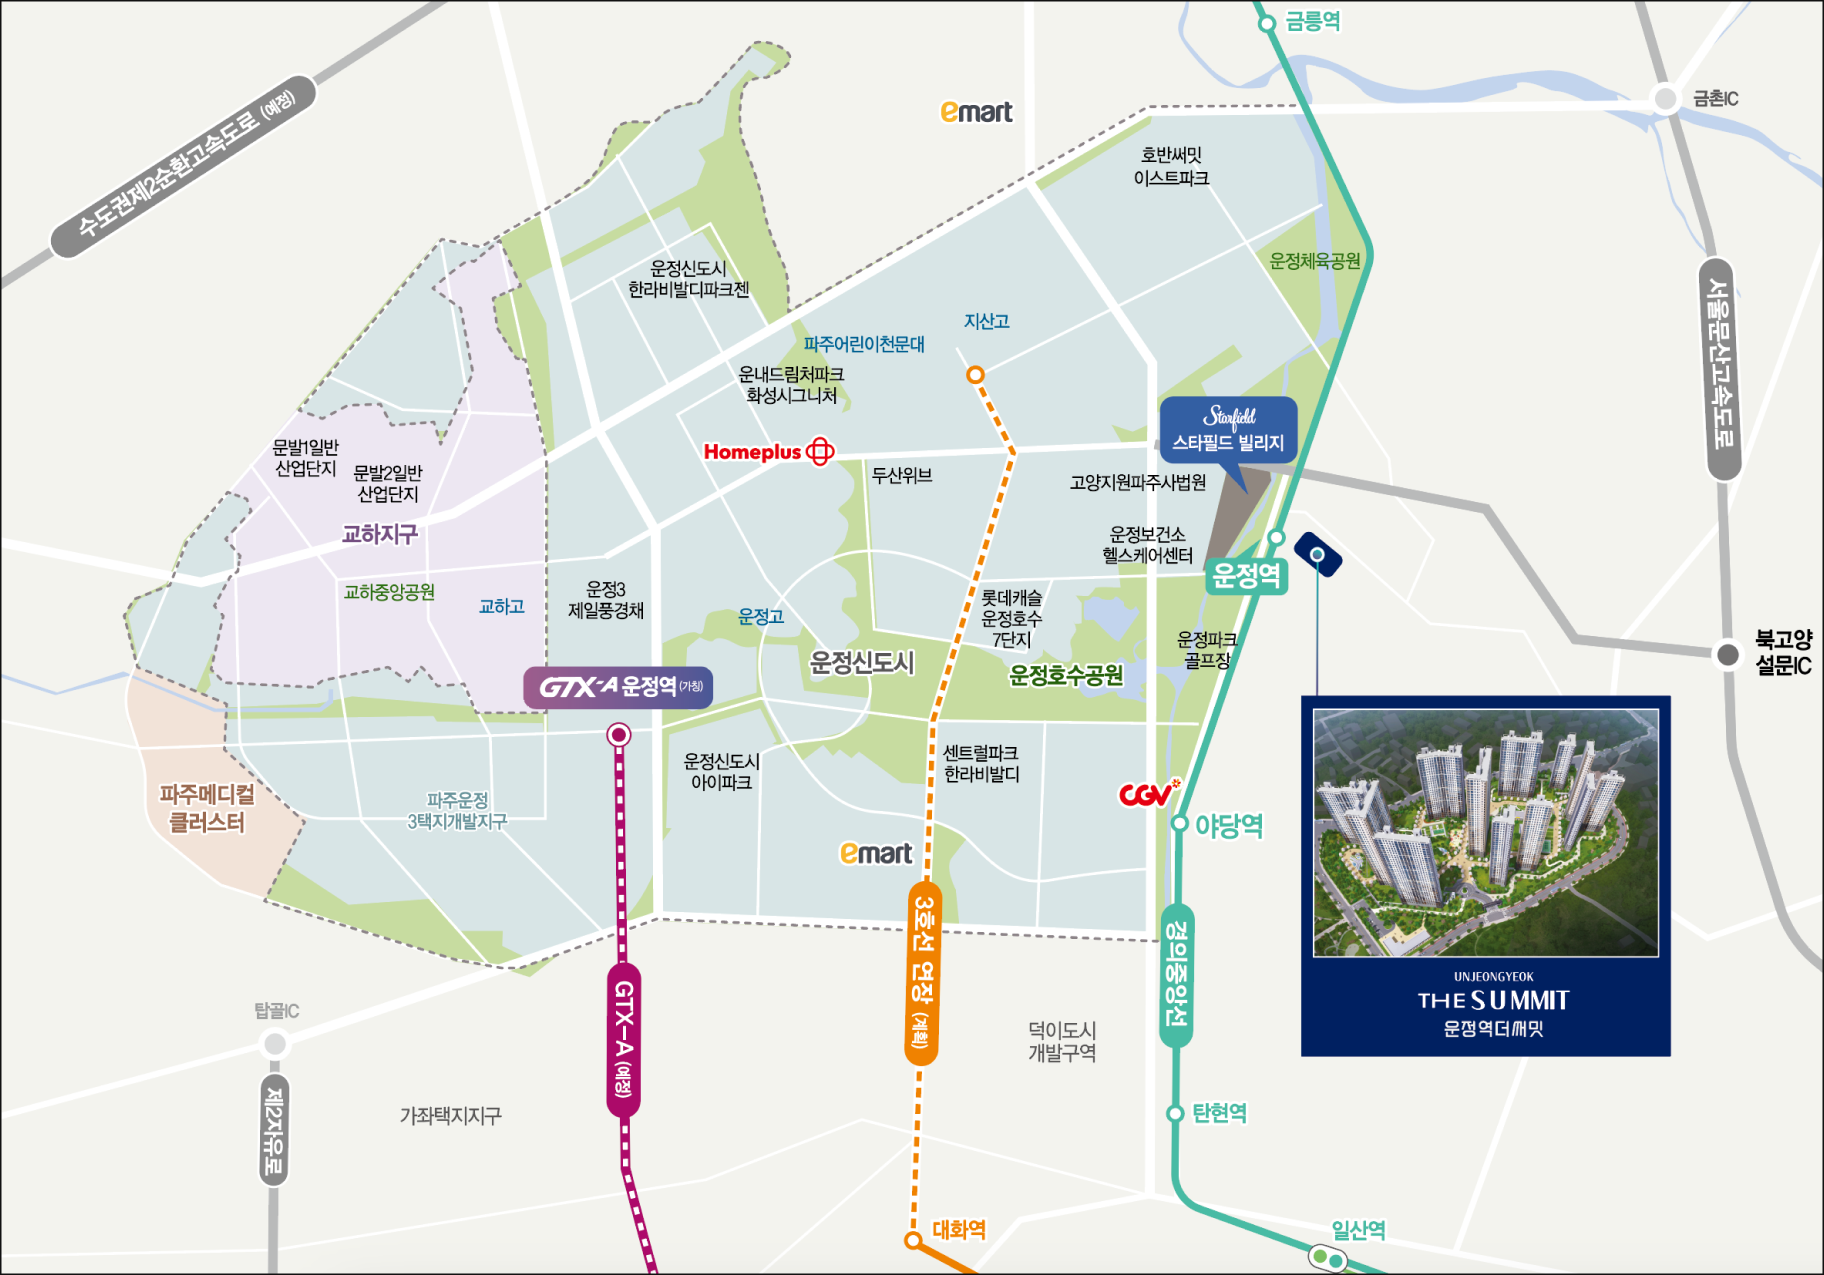 금릉역
금촌IC
emart
수도권제2순환고속도로 (예정)
호반써밋
이스트파크
운정체육공원
운정신도시
한라비발디파크젠
서울문산고속도로
지산고
파주어린이천문대
운내드림처파크
화성시그니처
Starfield
스타필드 빌리지
Homeplus
문발1일반
산업단지
문발2일반
산업단지
두산위브
고양지원파주사법원
교하지구
운정보건소
헬스케어센터
운정역
교하중앙공원
교하고
운정3
제일풍경채
운정고
롯데캐슬
운정호수
7단지
운정파크
골프장
북고양
설문IC
운정신도시
운정호수공원
GTX-A 운정역 (가칭)
운정신도시
아이파크
센트럴파크
한라비발디
CGV
파주메디컬
클러스터
파주운정
3택지개발지구
야당역
emart
3호선 연장 (계획)
경의중앙선
GTX-A (예정)
UNJEONGYEOK
THE SUMMIT
운정역더써밋
탑골IC
덕이도시
개발구역
제2자유로
가좌택지지구
탄현역
대화역
일산역